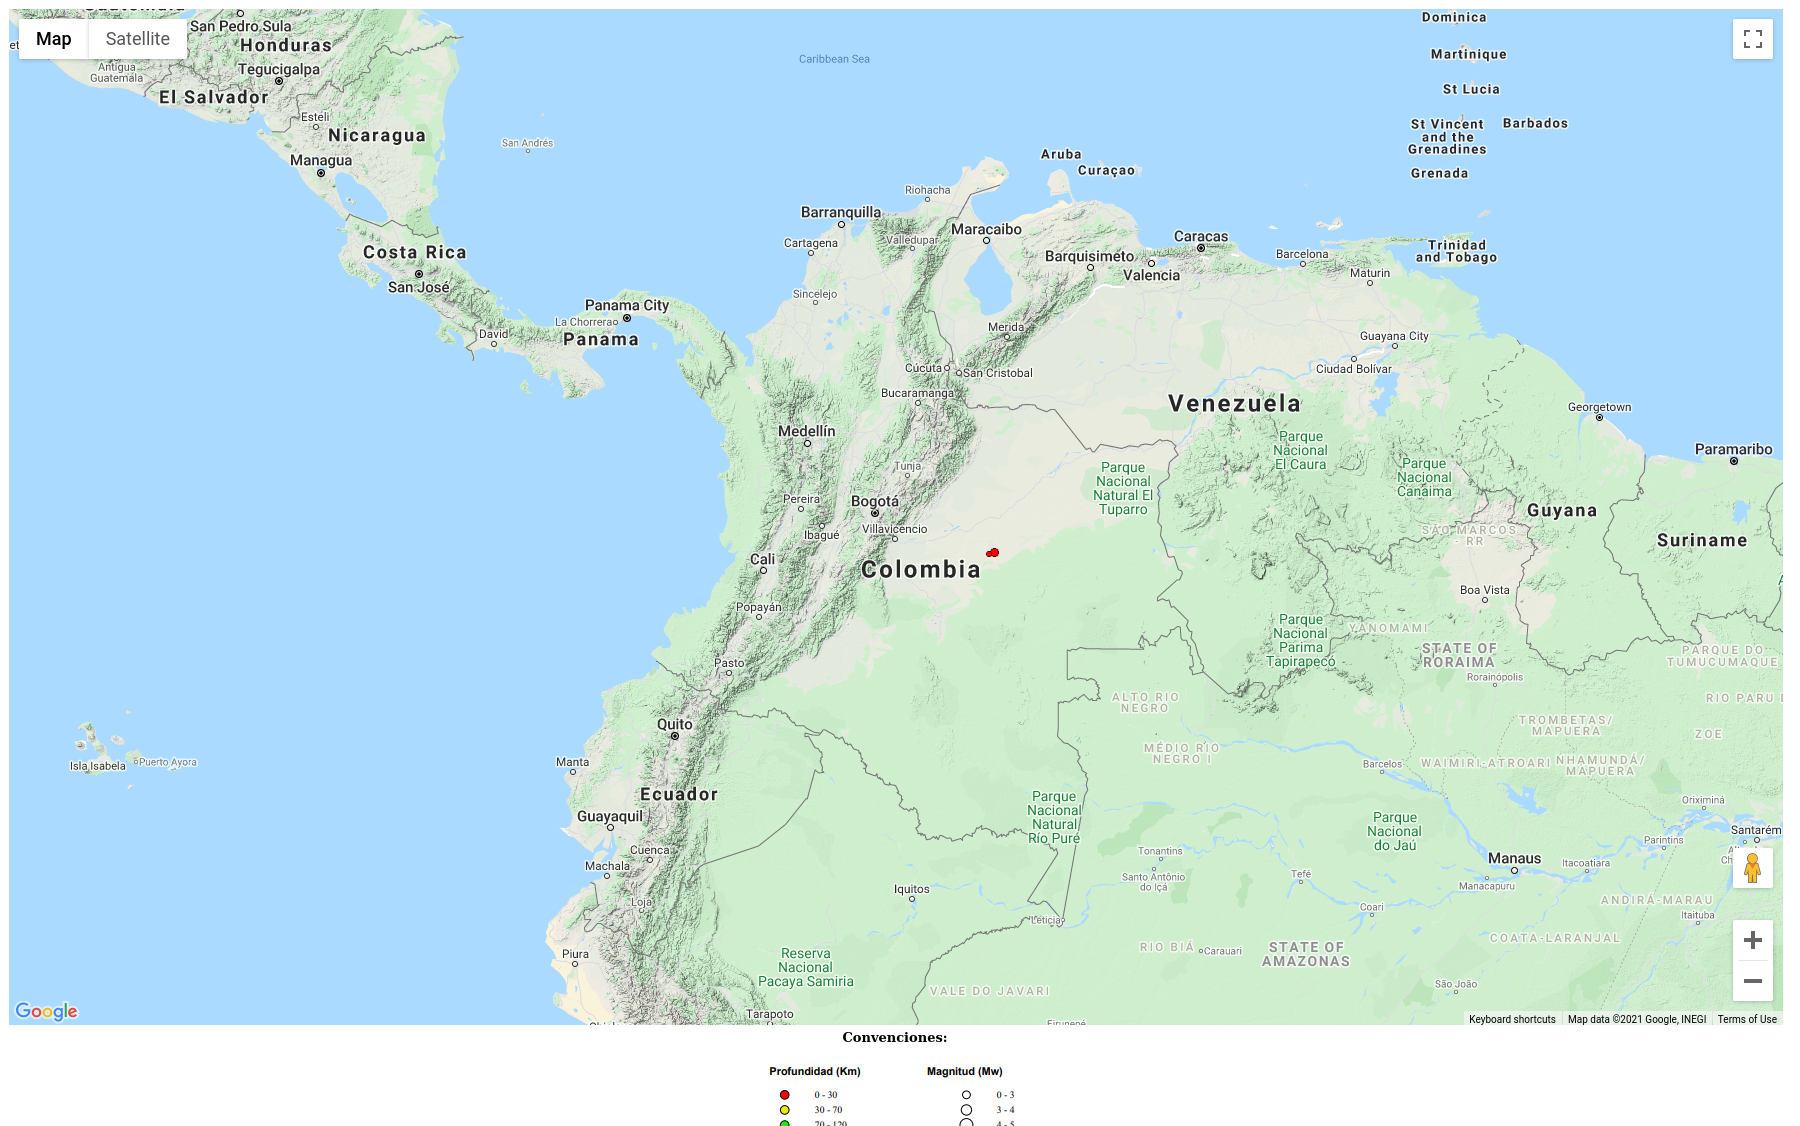 Guatemala
San Pedro Sula
Map
Satellite
Honduras
Antigua
Guatemala
Tegucigalpa
El Salvador
Esteli
Nicaragua
Managua
Caribbean Sea
San Andrés
Dominica
Martinique
St Lucia
St Vincent
and the
Grenadines
Barbados
Grenada
Aruba
Curaçao
Riohacha
Barranquilla
Cartagena
Valledupar
Maracaibo
Caracas
Barquisimeto
Valencia
Barcelona
Maturin
Trinidad
and Tobago
Costa Rica
San José
Sincelejo
Panama City
La Chorrera
David
Panama
Merida
Guayana City
Ciudad Bolívar
Cúcuta
San Cristobal
Bucaramanga
Venezuela
Georgetown
Medellín
Paramaribo
Parque
Nacional
El Caura
Tunja
Parque
Nacional
Natural El
Tuparro
Parque
Nacional
Canaima
Pereira
Bogotá
Guyana
Ibagué
Villavicencio
SÃO MARCOS
- RR
Suriname
Cali
Colombia
Boa Vista
Popayán
Parque
Nacional
Parima
Tapirapecó
YANOMAMI
STATE OF
RORAIMA
Rorainópolis
PARQUE DO
TUMUCUMAQUE
Pasto
ALTO RIO
NEGRO
RIO PARU
Quito
TROMBETAS/
MAPUERA
ZOE
MÉDIO RIO
NEGRO I
Barcelos
WAIMIRI-ATROARI
NHAMUNDÁ/
MAPUERA
Isla Isabela
Puerto Ayora
Manta
Ecuador
Parque
Nacional
Natural
Río Puré
Oriximiná
Guayaquil
Parque
Nacional
do Jaú
Santarém
Parintins
Cuenca
Tonantins
Manaus
Itacoatiara
Machala
Santo Antônio
do Içá
Tefé
Manacapuru
Iquitos
Loja
Coari
ANDIRÁ-MARAU
Itaituba
Leticia
RIO BIÁ
Carauari
STATE OF
AMAZONAS
COATA-LARANJAL
Piura
Reserva
Nacional
Pacaya Samiria
VALE DO JAVARI
São João
Tarapoto
Google
Keyboard shortcuts
Map data ©2021 Google, INEGI
Terms of Use
Convenciones:
Profundidad (Km)
Magnitud (Mw)
0 - 30
0 - 3
30 - 70
3 - 4
70 - 120
4 - 5